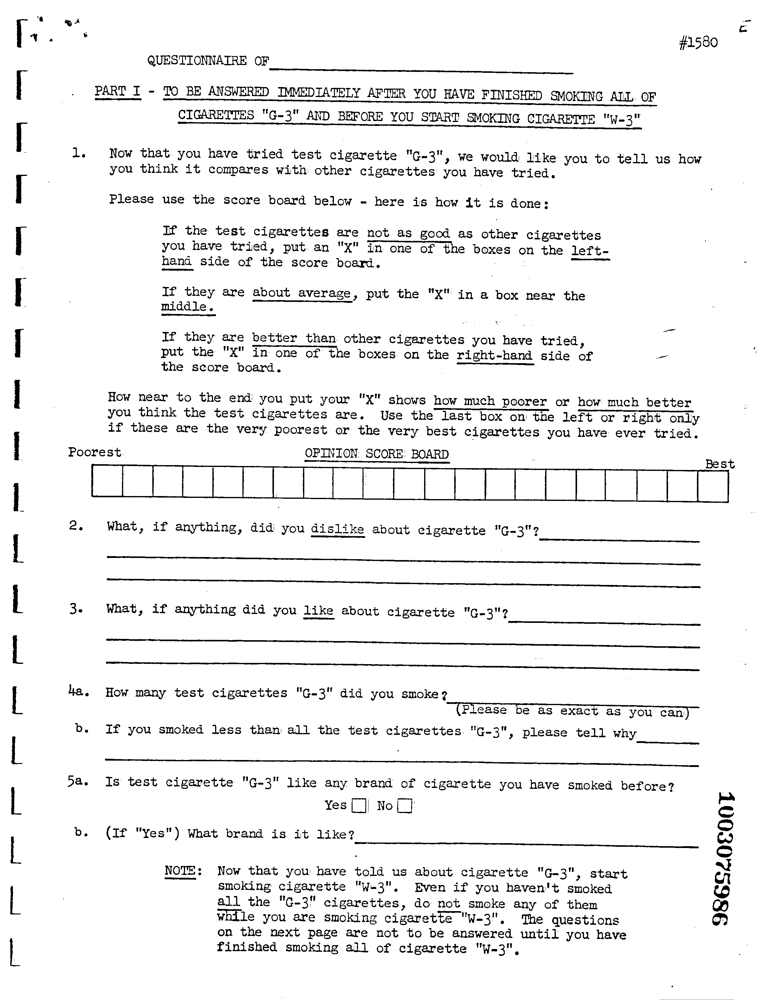 E
#1580
QUESTIONNAIRE OF
PART I - TO BE ANSWERED IMMEDIATELY AFTER YOU HAVE FINISHED SMOKING ALL OF
CIGARETTES "G-3" AND BEFORE YOU START SMOKING CIGARETTE "W-3"
1. Now that you have tried test cigarette "G-3", we would like you to tell us how
you think it compares with other cigarettes you have tried.
Please use the score board below - here is how it is done:
If the test cigarettes are not as good as other cigarettes
you have tried, put an "X" in one of the boxes on the left-
hand side of the score board.
If they are about average, put the "X" in a box near the
middle.
If they are better than other cigarettes you have tried,
put the "X" in one of the boxes on the right-hand side of
the score board.
How near to the end you put your "X" shows how much poorer or how much better
you think the test cigarettes are. Use the last box on the left or right only
if these are the very poorest or the very best cigarettes you have ever tried.
Poorest OPINION SCORE BOARD Best
2. What, if anything, did you dislike about cigarette "G-3"?
3. What, if anything did you like about cigarette "G-3"?
4a. How many test cigarettes "G-3" did you smoke?
(Please be as exact as you can)
b. If you smoked less than all the test cigarettes "G-3", please tell why
5a. Is test cigarette "G-3" like any brand of cigarette you have smoked before?
Yes No
b. (If "Yes") What brand is it like?
NOTE: Now that you have told us about cigarette "G-3", start
smoking cigarette "W-3". Even if you haven't smoked
all the "G-3" cigarettes, do not smoke any of them
while you are smoking cigarette "W-3". The questions
on the next page are not to be answered until you have
finished smoking all of cigarette "W-3".
1003075986